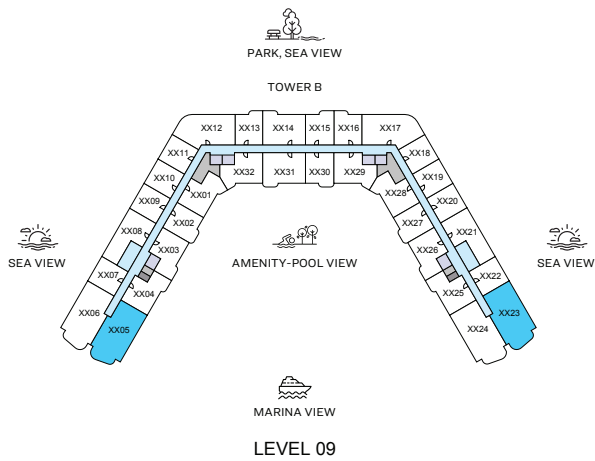 PARK, SEA VIEW
TOWER B
XX12
XX13
XX14
XX15
XX16
XX17
XX11
XX18
XX32
XX31
XX30
XX29
XX10
XX19
XX01
XX28
XX09
XX20
XX02
XX27
XX08
XX21
XX03
XX26
SEA VIEW
AMENITY-POOL VIEW
SEA VIEW
XX07
XX22
XX04
XX25
XX06
XX23
XX05
XX24
MARINA VIEW
LEVEL 09